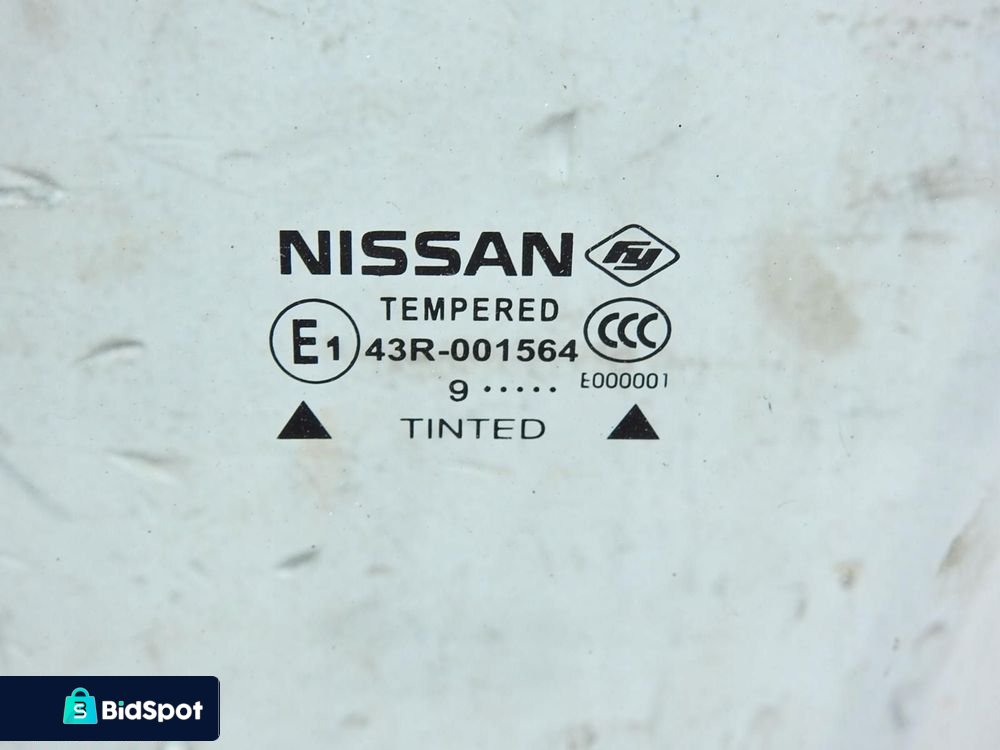 NISSAN FY
TEMPERED
E1 43R-001564 CCC
9 ····· E000001
TINTED
BidSpot